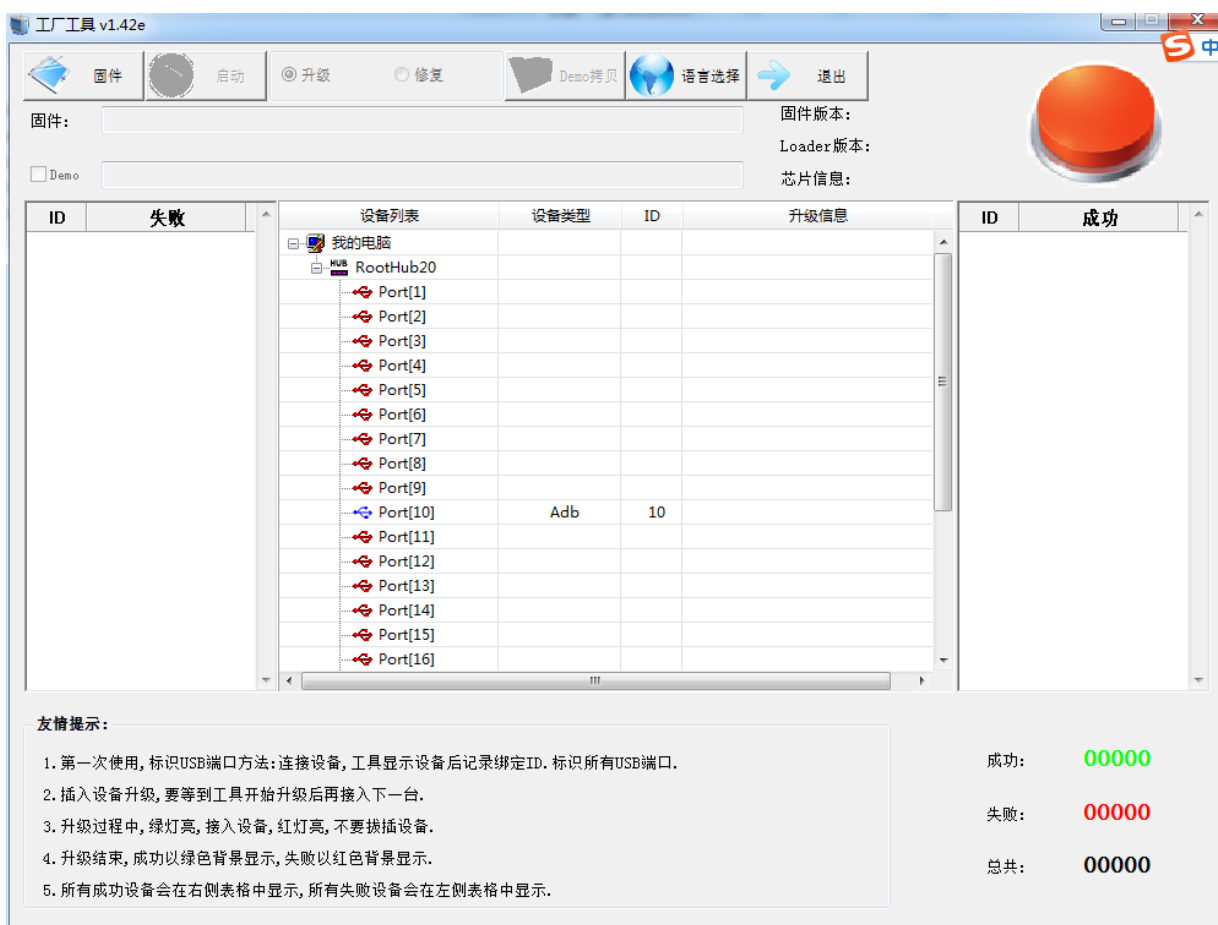 工厂工具 v1.42e
中
固件
启动
升级
修复
Demo拷贝
语言选择
退出
固件:
固件版本:
Loader版本:
Demo
芯片信息:
ID 失败
设备列表 设备类型 ID 升级信息
ID 成功
我的电脑
HUB RootHub20
Port[1]
Port[2]
Port[3]
Port[4]
Port[5]
Port[6]
Port[7]
Port[8]
Port[9]
Port[10] Adb 10
Port[11]
Port[12]
Port[13]
Port[14]
Port[15]
Port[16]
友情提示:
1.第一次使用,标识USB端口方法:连接设备,工具显示设备后记录绑定ID.标识所有USB端口.
2.插入设备升级,要等到工具开始升级后再接入下一台.
3.升级过程中,绿灯亮,接入设备,红灯亮,不要拔插设备.
4.升级结束,成功以绿色背景显示,失败以红色背景显示.
5.所有成功设备会在右侧表格中显示,所有失败设备会在左侧表格中显示.
成功: 00000
失败: 00000
总共: 00000